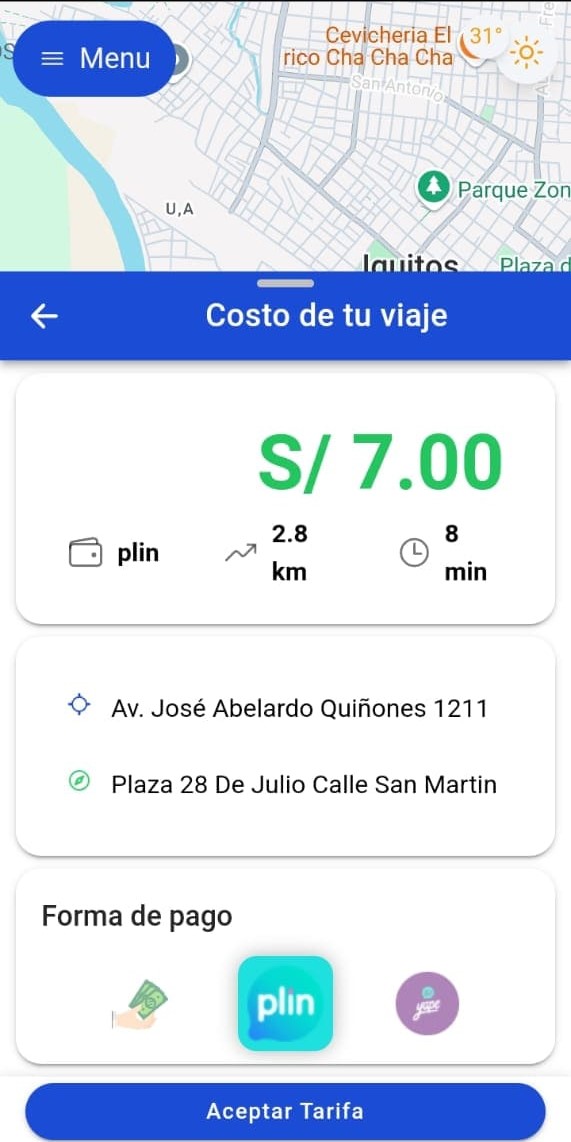 Menu
Cevicheria El
rico Cha Cha Cha
31°
San Antonio
Parque Zon
U,A
Iquitos
Plaza d
Costo de tu viaje
S/ 7.00
plin
2.8
km
8
min
Av. José Abelardo Quiñones 1211
Plaza 28 De Julio Calle San Martin
Forma de pago
plin
yape
Aceptar Tarifa